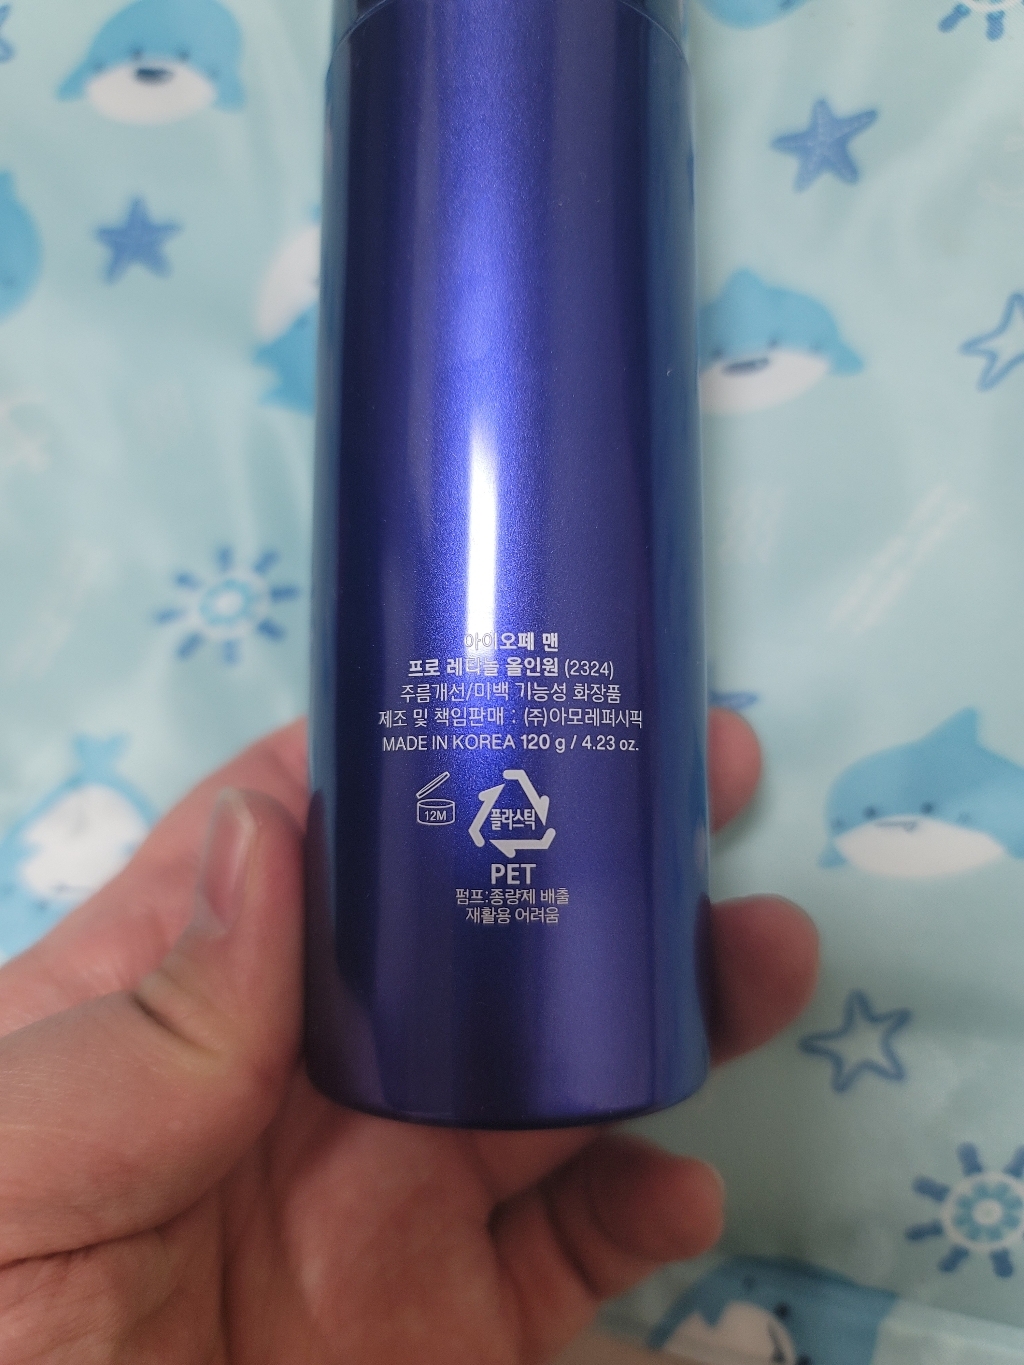 아이오페 맨
프로 레티놀 올인원 (2324)
주름개선/미백 기능성 화장품
제조 및 책임판매 : (주)아모레퍼시픽
MADE IN KOREA 120 g / 4.23 oz.
12M
플라스틱
PET
펌프:종량제 배출
재활용 어려움